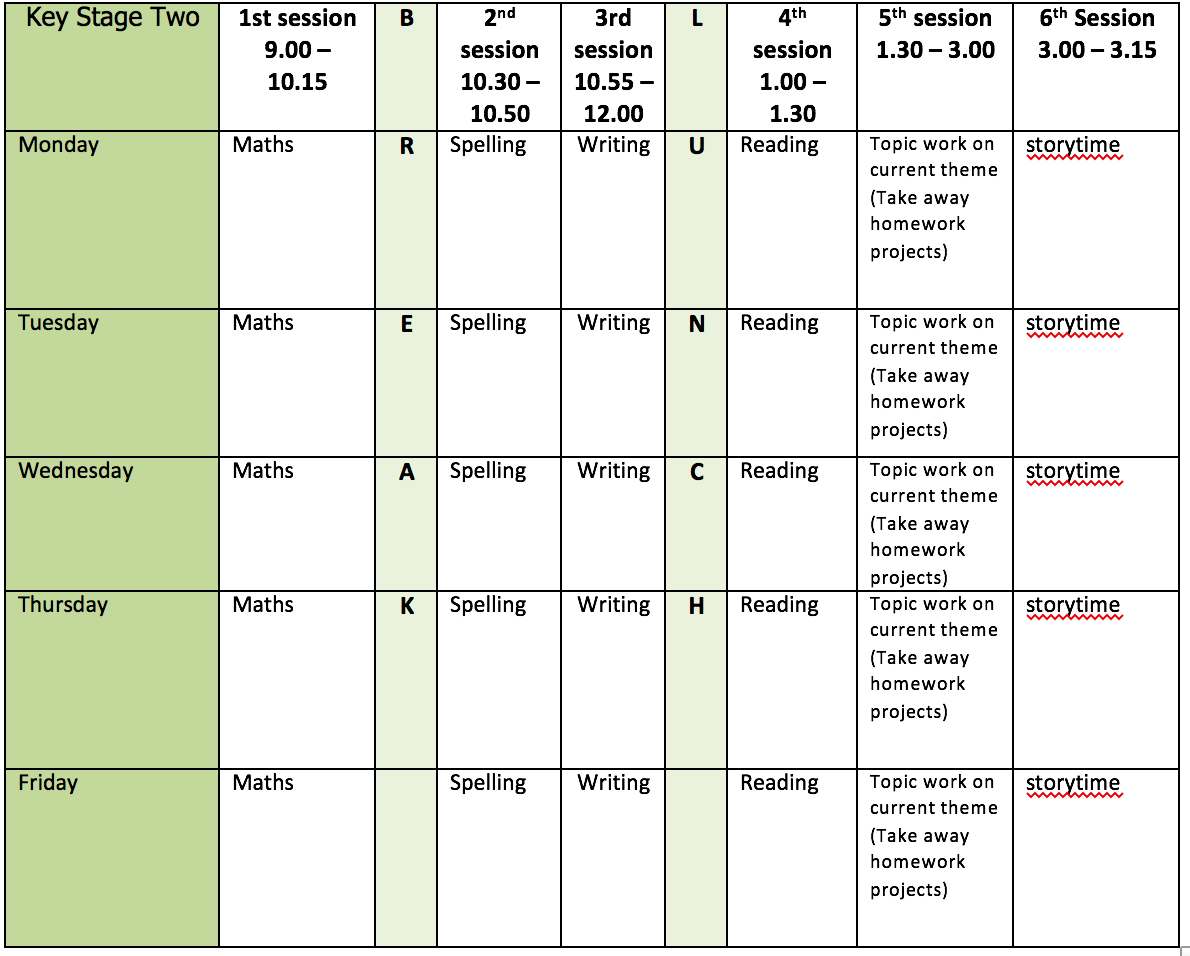 Key Stage Two
1st session
9.00 –
10.15
B
2nd
session
10.30 –
10.50
3rd
session
10.55 –
12.00
L
4th
session
1.00 –
1.30
5th session
1.30 – 3.00
6th Session
3.00 – 3.15
Monday
Maths
R
Spelling
Writing
U
Reading
Topic work on
current theme
(Take away
homework
projects)
storytime
Tuesday
Maths
E
Spelling
Writing
N
Reading
Topic work on
current theme
(Take away
homework
projects)
storytime
Wednesday
Maths
A
Spelling
Writing
C
Reading
Topic work on
current theme
(Take away
homework
projects)
storytime
Thursday
Maths
K
Spelling
Writing
H
Reading
Topic work on
current theme
(Take away
homework
projects)
storytime
Friday
Maths
Spelling
Writing
Reading
Topic work on
current theme
(Take away
homework
projects)
storytime